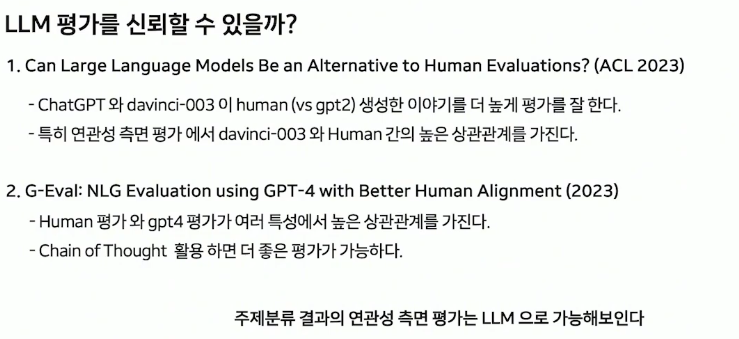 LLM 평가를 신뢰할 수 있을까?
1. Can Large Language Models Be an Alternative to Human Evaluations? (ACL 2023)
- ChatGPT 와 davinci-003 이 human (vs gpt2) 생성한 이야기를 더 높게 평가를 잘 한다.
- 특히 연관성 측면 평가 에서 davinci-003 와 Human 간의 높은 상관관계를 가진다.
2. G-Eval: NLG Evaluation using GPT-4 with Better Human Alignment (2023)
- Human 평가 와 gpt4 평가가 여러 특성에서 높은 상관관계를 가진다.
- Chain of Thought 활용 하면 더 좋은 평가가 가능하다.
주제분류 결과의 연관성 측면 평가는 LLM 으로 가능해보인다